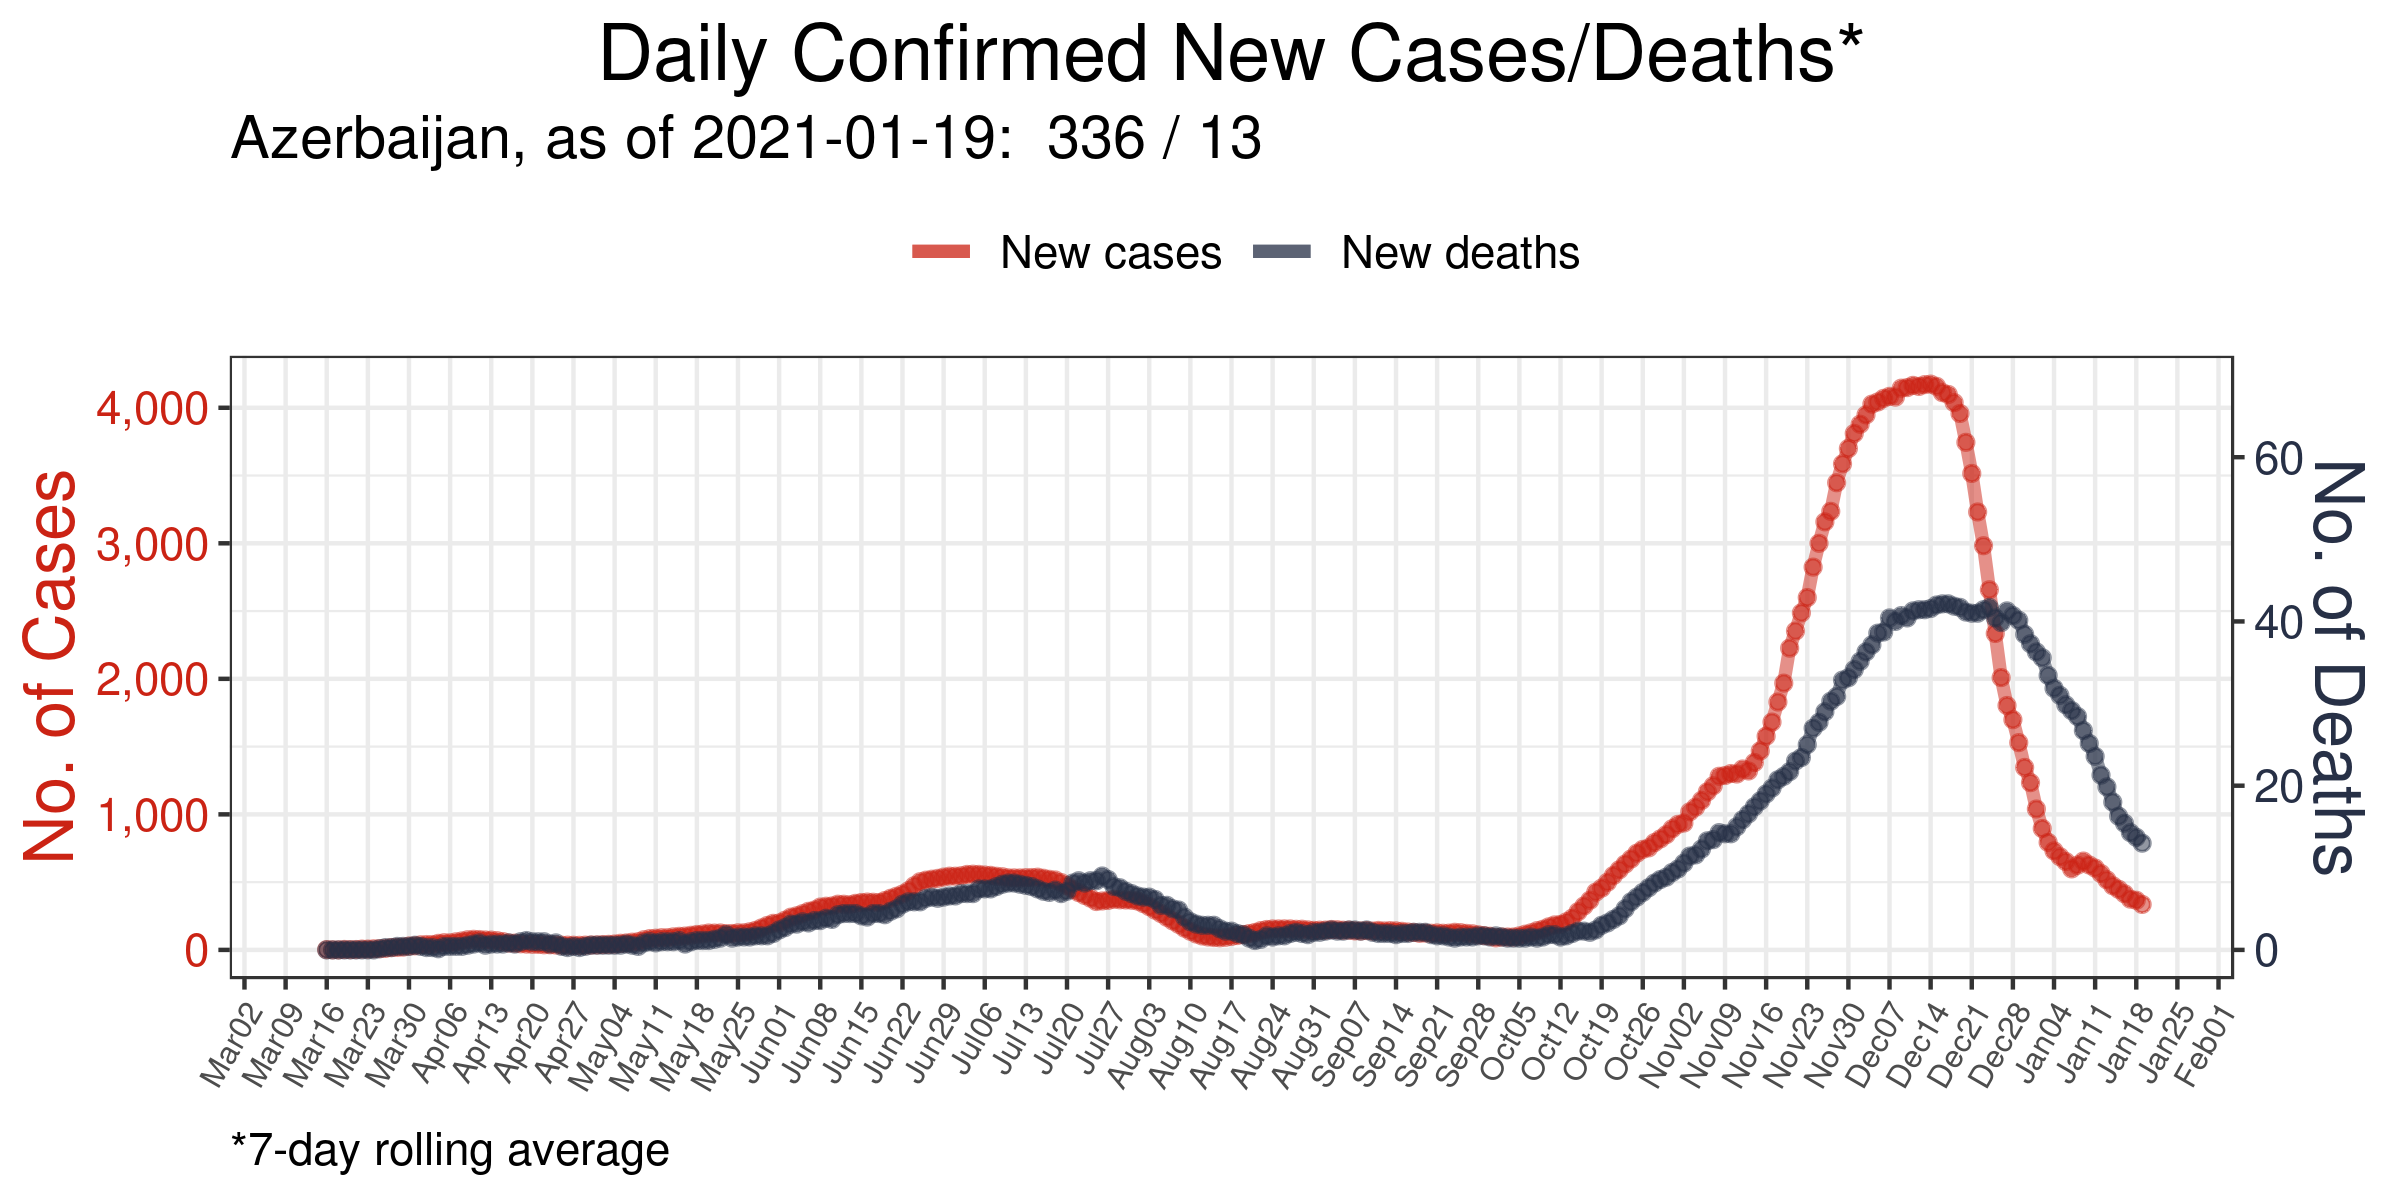 Daily Confirmed New Cases/Deaths*
Azerbaijan, as of 2021-01-19:  336 / 13
New cases New deaths
No. of Cases
4,000
3,000
2,000
1,000
0
60
40
20
0
No. of Deaths
Mar02 Mar09 Mar16 Mar23 Mar30 Apr06 Apr13 Apr20 Apr27 May04 May11 May18 May25 Jun01 Jun08 Jun15 Jun22 Jun29 Jul06 Jul13 Jul20 Jul27 Aug03 Aug10 Aug17 Aug24 Aug31 Sep07 Sep14 Sep21 Sep28 Oct05 Oct12 Oct19 Oct26 Nov02 Nov09 Nov16 Nov23 Nov30 Dec07 Dec14 Dec21 Dec28 Jan04 Jan11 Jan18 Jan25 Feb01
*7-day rolling average